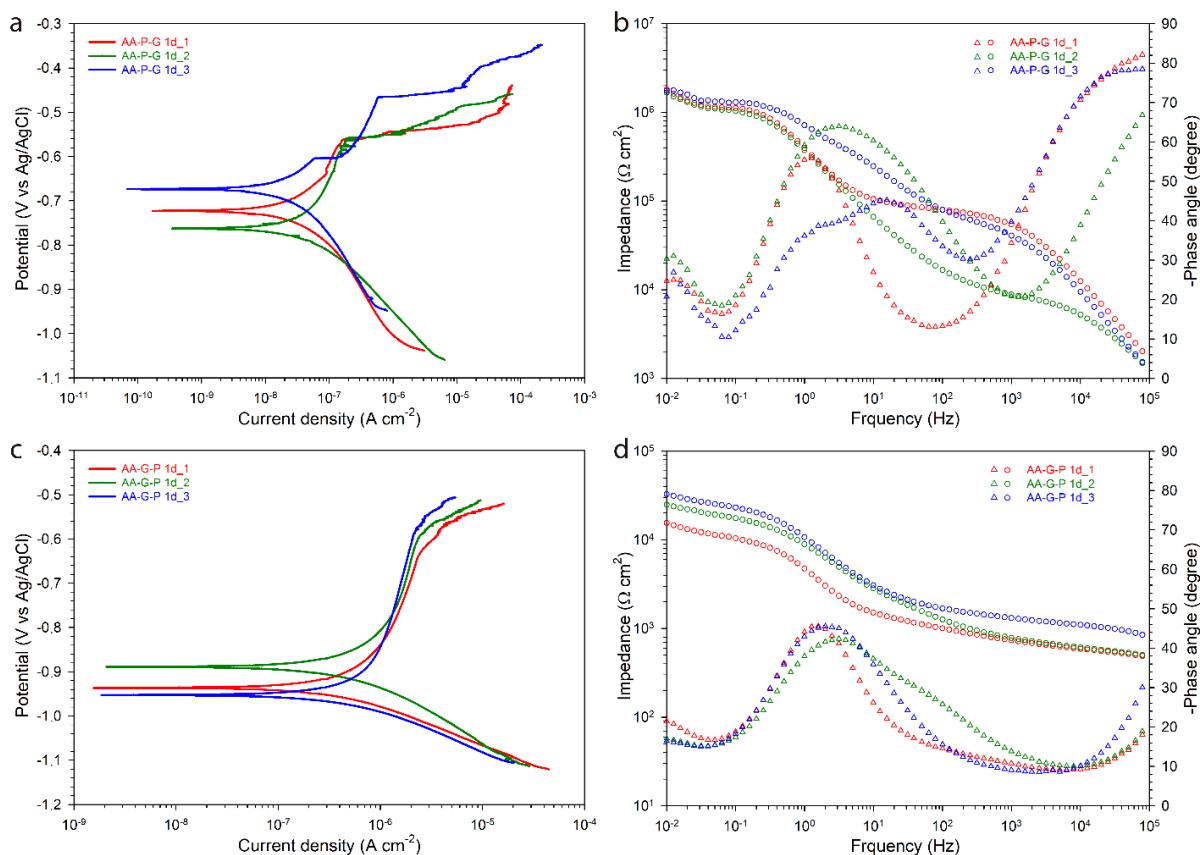 a
-0.3
-0.4
-0.5
-0.6
-0.7
-0.8
-0.9
-1.0
-1.1
Potential (V vs Ag/AgCl)
AA-P-G 1d_1
AA-P-G 1d_2
AA-P-G 1d_3
10⁻¹¹ 10⁻¹⁰ 10⁻⁹ 10⁻⁸ 10⁻⁷ 10⁻⁶ 10⁻⁵ 10⁻⁴ 10⁻³
Current density (A cm⁻²)
b
10⁷
10⁶
10⁵
10⁴
10³
Impedance (Ω cm²)
AA-P-G 1d_1
AA-P-G 1d_2
AA-P-G 1d_3
90
80
70
60
50
40
30
20
10
0
-Phase angle (degree)
10⁻² 10⁻¹ 10⁰ 10¹ 10² 10³ 10⁴ 10⁵
Frquency (Hz)
c
-0.4
-0.5
-0.6
-0.7
-0.8
-0.9
-1.0
-1.1
-1.2
Potential (V vs Ag/AgCl)
AA-G-P 1d_1
AA-G-P 1d_2
AA-G-P 1d_3
10⁻⁹ 10⁻⁸ 10⁻⁷ 10⁻⁶ 10⁻⁵ 10⁻⁴
Current density (A cm⁻²)
d
10⁵
10⁴
10³
10²
10¹
Impedance (Ω cm²)
AA-G-P 1d_1
AA-G-P 1d_2
AA-G-P 1d_3
90
80
70
60
50
40
30
20
10
0
-Phase angle (degree)
10⁻² 10⁻¹ 10⁰ 10¹ 10² 10³ 10⁴ 10⁵
Frquency (Hz)